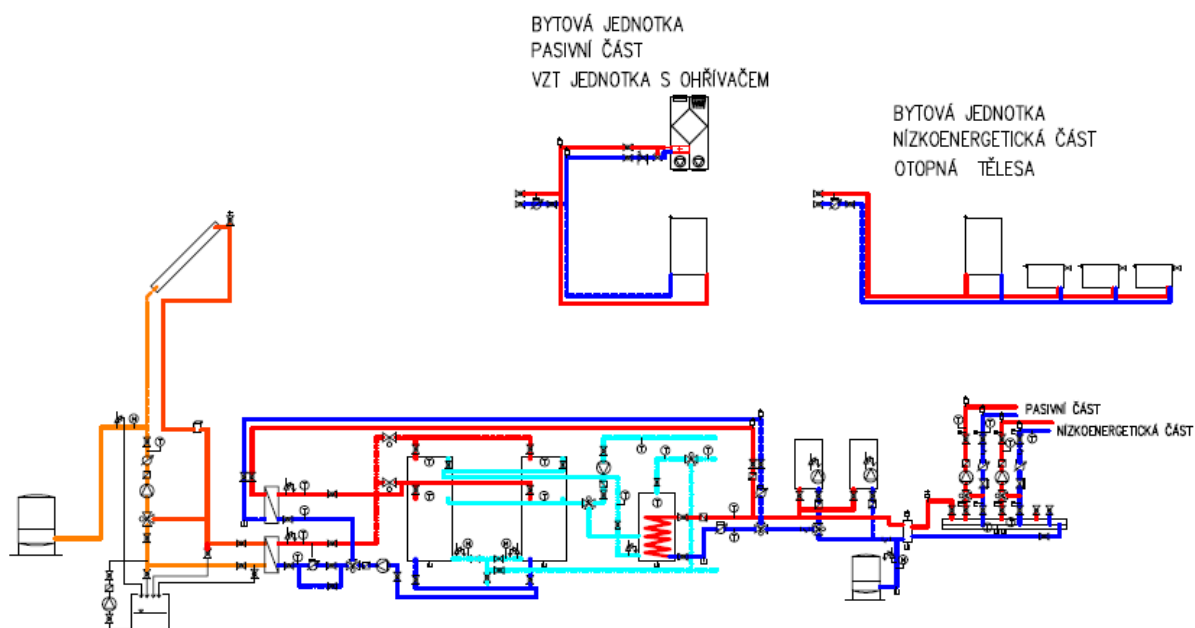 BYTOVÁ JEDNOTKA
PASIVNÍ ČÁST
VZT JEDNOTKA S OHŘÍVAČEM
BYTOVÁ JEDNOTKA
NÍZKOENERGETICKÁ ČÁST
OTOPNÁ TĚLESA
PASIVNÍ ČÁST
NÍZKOENERGETICKÁ ČÁST